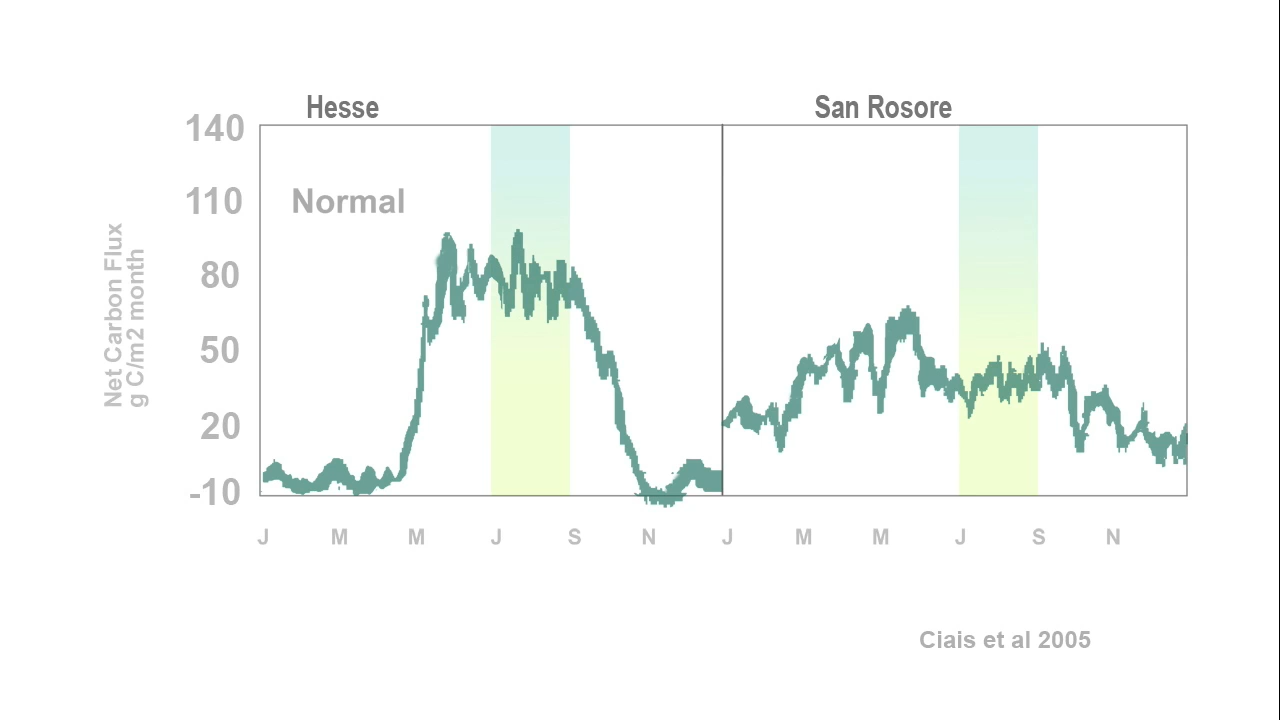 Hesse
San Rosore
140
110
80
50
20
-10
Normal
Net Carbon Flux
g C/m2 month
J M M J S N J M M J S N
Ciais et al 2005